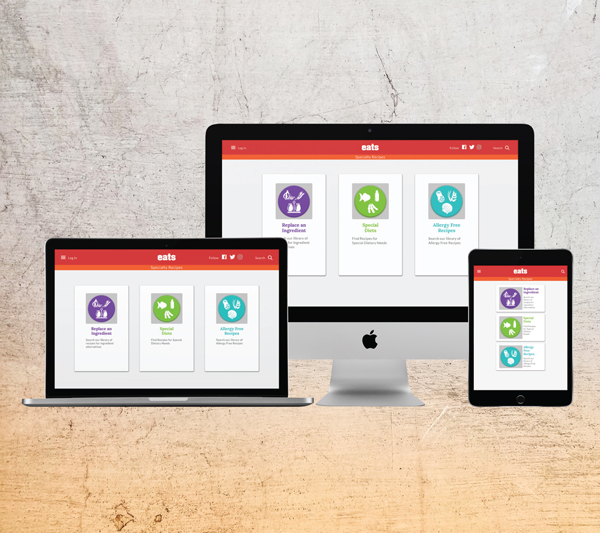 Log In
eats
Follow
Search
Specialty Recipes
Replace an
Ingredient
Search our library of
Special
Diets
Find Recipes for
Special Dietary Needs
Allergy Free
Recipes
Search our library of
Allergy Free Recipes
Log In
eats
Follow
Search
Specialty Recipes
Replace an
Ingredient
Search our library of
recipes for ingredient
alternatives.
Special
Diets
Find Recipes for Special
Dietary Needs
Allergy Free
Recipes
Search our library of
Allergy Free Recipes
eats
Specialty Recipes
Replace an
Ingredient
Special
Diets
Allergy Free
Recipes